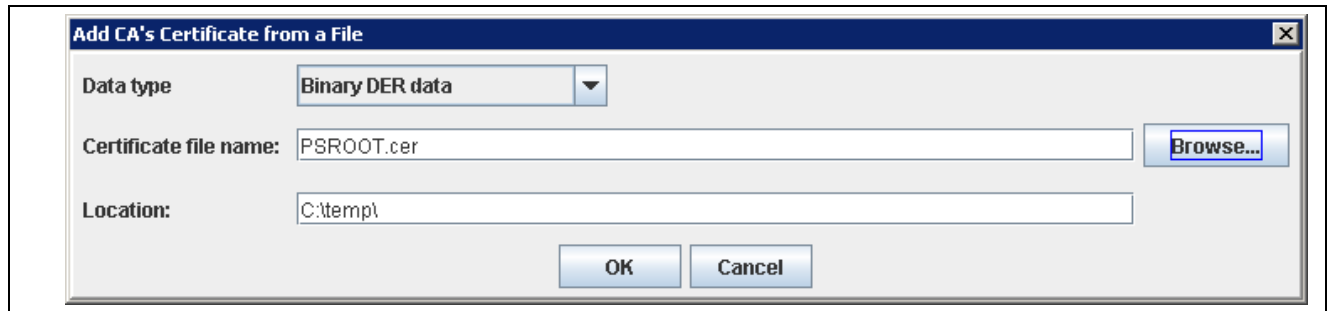 Add CA's Certificate from a File
Data type Binary DER data
Certificate file name: PSROOT.cer Browse...
Location: C:\temp\
OK Cancel